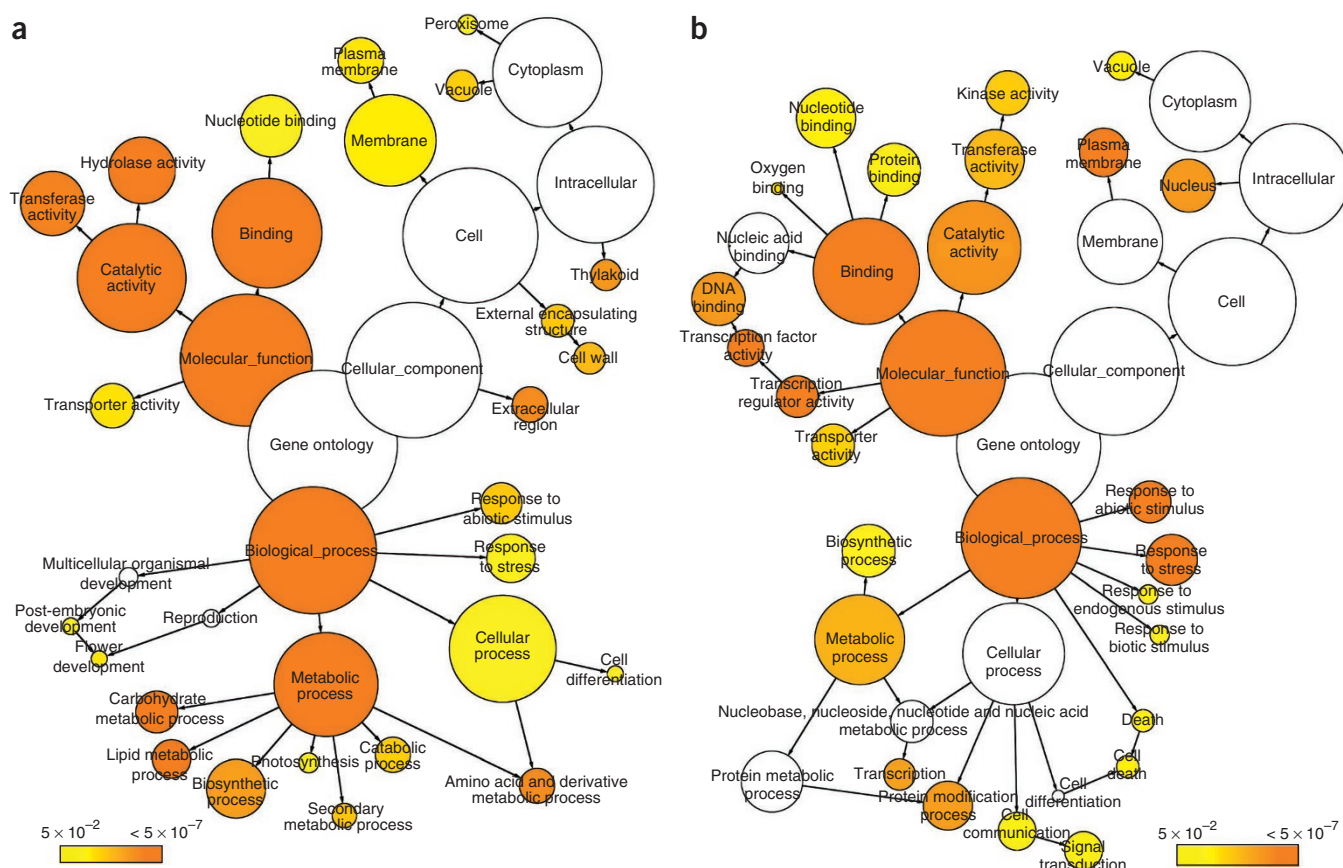 a
Peroxisome
Plasma
membrane
Cytoplasm
Vacuole
Nucleotide binding
Membrane
Hydrolase activity
Transferase
activity
Intracellular
Binding
Cell
Catalytic
activity
Thylakoid
External encapsulating
structure
Cell wall
Molecular_function
Cellular_component
Transporter activity
Extracellular
region
Gene ontology
Response to
abiotic stimulus
Biological_process
Response
to stress
Multicellular organismal
development
Post-embryonic
development
Reproduction
Flower
development
Cellular
process
Cell
differentiation
Metabolic
process
Carbohydrate
metabolic process
Lipid metabolic
process
Photosynthesis
Catabolic
process
Biosynthetic
process
Amino acid and derivative
metabolic process
Secondary
metabolic process
5 × 10⁻²
< 5 × 10⁻⁷
b
Vacuole
Cytoplasm
Kinase activity
Nucleotide
binding
Plasma
membrane
Transferase
activity
Protein
binding
Oxygen
binding
Nucleus
Intracellular
Nucleic acid
binding
Catalytic
activity
Membrane
Binding
DNA
binding
Cell
Transcription factor
activity
Molecular_function
Cellular_component
Transcription
regulator activity
Transporter
activity
Gene ontology
Response to
abiotic stimulus
Biological_process
Response
to stress
Biosynthetic
process
Response to
endogenous stimulus
Response to
biotic stimulus
Metabolic
process
Cellular
process
Nucleobase, nucleoside, nucleotide and nucleic acid
metabolic process
Death
Cell
death
Protein metabolic
process
Transcription
Cell
differentiation
Protein modification
process
Cell
communication
Signal
transduction
5 × 10⁻²
< 5 × 10⁻⁷